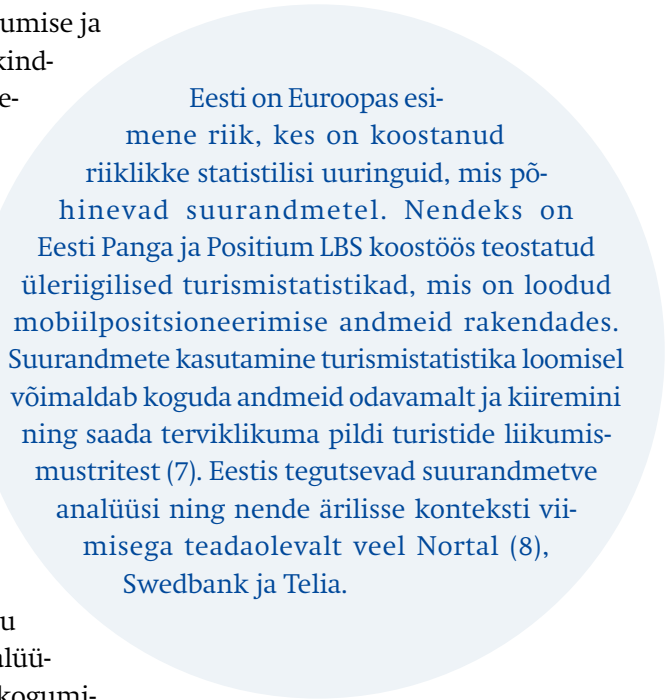 umise ja
kind-
e-
Eesti on Euroopas esi-
mene riik, kes on koostanud
riiklikke statistilisi uuringuid, mis põ-
hinevad suurandmetel. Nendeks on
Eesti Panga ja Positium LBS koostöös teostatud
üleriigilised turismistatistikad, mis on loodud
mobiilpositsioneerimise andmeid rakendades.
Suurandmete kasutamine turismistatistika loomisel
võimaldab koguda andmeid odavamalt ja kiiremini
ning saada terviklikuma pildi turistide liikumis-
mustritest (7). Eestis tegutsevad suurandmetve
analüüsi ning nende ärilisse konteksti vii-
misega teadaolevalt veel Nortal (8),
Swedbank ja Telia.
u
lüü-
kogumi-